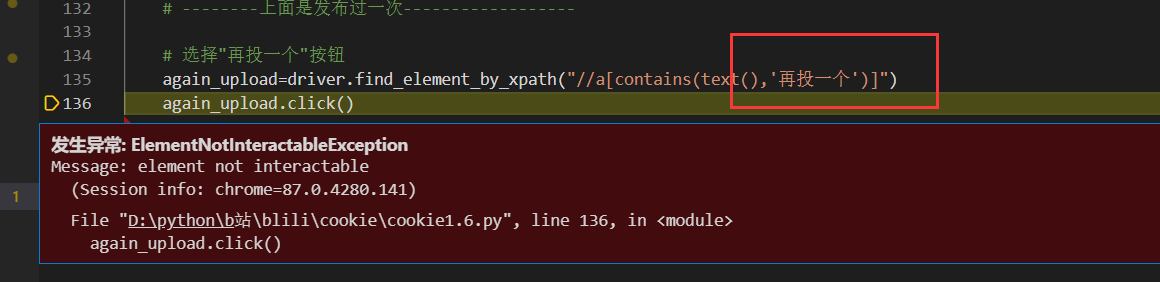 132 # --------上面是发布过一次------------------
133
134 # 选择"再投一个"按钮
135 again_upload=driver.find_element_by_xpath("//a[contains(text(),'再投一个')]")
136 again_upload.click()
发生异常: ElementNotInteractableException
Message: element not interactable
(Session info: chrome=87.0.4280.141)
1
File "D:\python\b站\blili\cookie\cookie1.6.py", line 136, in <module>
again_upload.click()